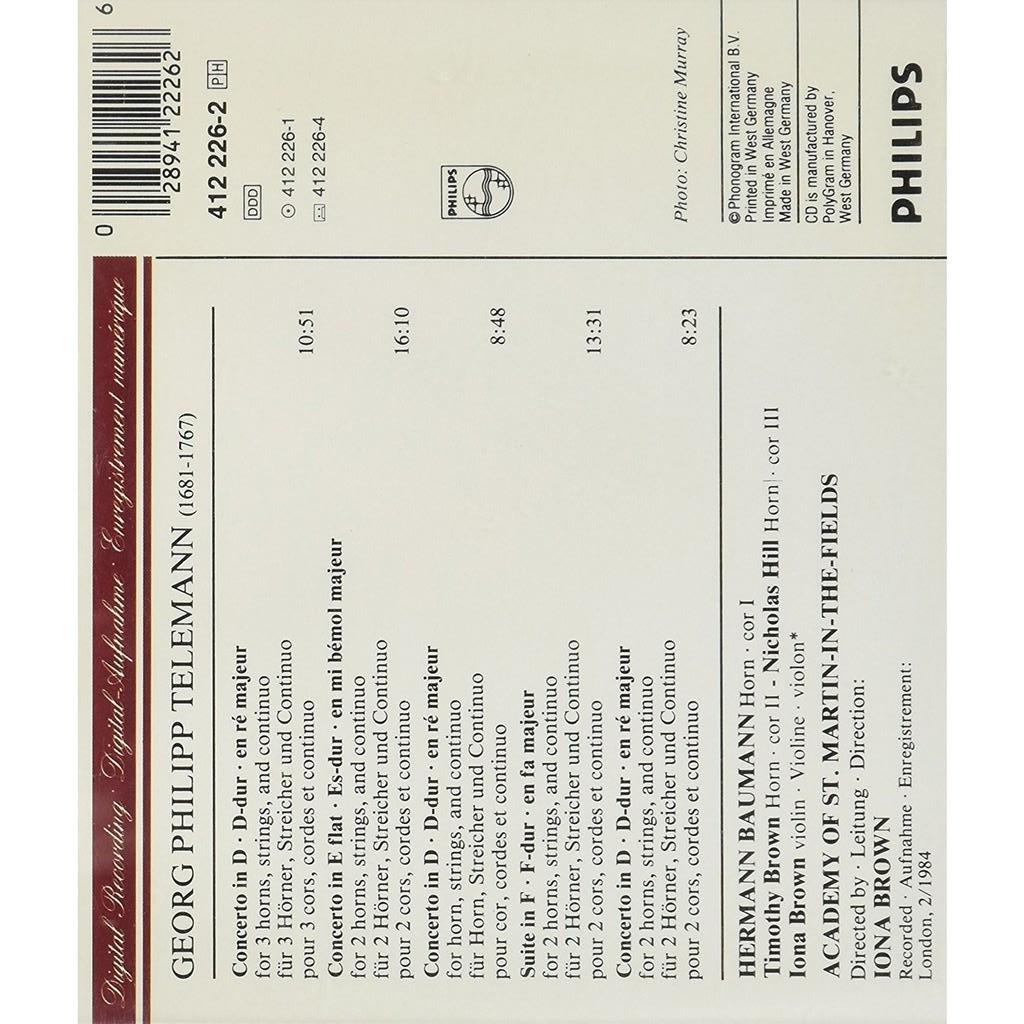 Digital Recording · Digital-Aufnahme · Enregistrement numérique
GEORG PHILIPP TELEMANN (1681-1767)
Concerto in D · D-dur · en ré majeur
for 3 horns, strings, and continuo
für 3 Hörner, Streicher und Continuo
pour 3 cors, cordes et continuo 10:51
Concerto in E flat · Es-dur · en mi bémol majeur
for 2 horns, strings, and continuo
für 2 Hörner, Streicher und Continuo
pour 2 cors, cordes et continuo 16:10
Concerto in D · D-dur · en ré majeur
for horn, strings, and continuo
für Horn, Streicher und Continuo
pour cor, cordes et continuo 8:48
Suite in F · F-dur · en fa majeur
for 2 horns, strings, and continuo
für 2 Hörner, Streicher und Continuo
pour 2 cors, cordes et continuo 13:31
Concerto in D · D-dur · en ré majeur
for 2 horns, strings, and continuo
für 2 Hörner, Streicher und Continuo
pour 2 cors, cordes et continuo 8:23
HERMANN BAUMANN Horn · cor I
Timothy Brown Horn · cor II - Nicholas Hill Horn · cor III
Iona Brown violin · Violine · violon*
ACADEMY OF ST. MARTIN-IN-THE-FIELDS
Directed by · Leitung · Direction:
IONA BROWN
Recorded · Aufnahme · Enregistrement:
London, 2/1984
0 28941 22262 6
412 226-2 PH
DDD
412 226-1
412 226-4
PHILIPS
Photo: Christine Murray
© Phonogram International B.V.
Printed in West Germany
Imprimé en Allemagne
Made in West Germany
CD is manufactured by
PolyGram in Hanover,
West Germany
PHILIPS